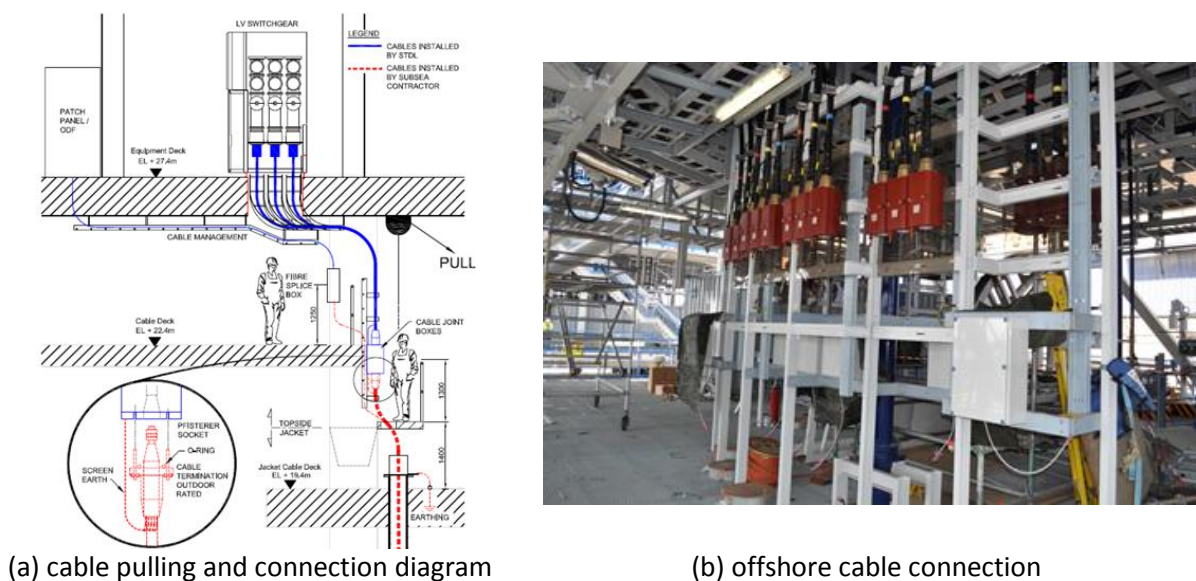 LV SWITCHGEAR
LEGEND
CABLES INSTALLED
BY STDL
CABLES INSTALLED
BY SUBSEA
CONTRACTOR
PATCH
PANEL /
ODF
Equipment Deck
EL + 27.4m
CABLE MANAGEMENT
PULL
FIBRE
SPLICE
BOX
1250
Cable Deck
EL + 22.4m
CABLE JOINT
BOXES
1300
TOPSIDE
JACKET
1400
PFISTERER
SOCKET
O-RING
SCREEN
EARTH
CABLE
TERMINATION
OUTDOOR
RATED
Jacket Cable Deck
EL + 19.4m
EARTHING
(a) cable pulling and connection diagram
(b) offshore cable connection